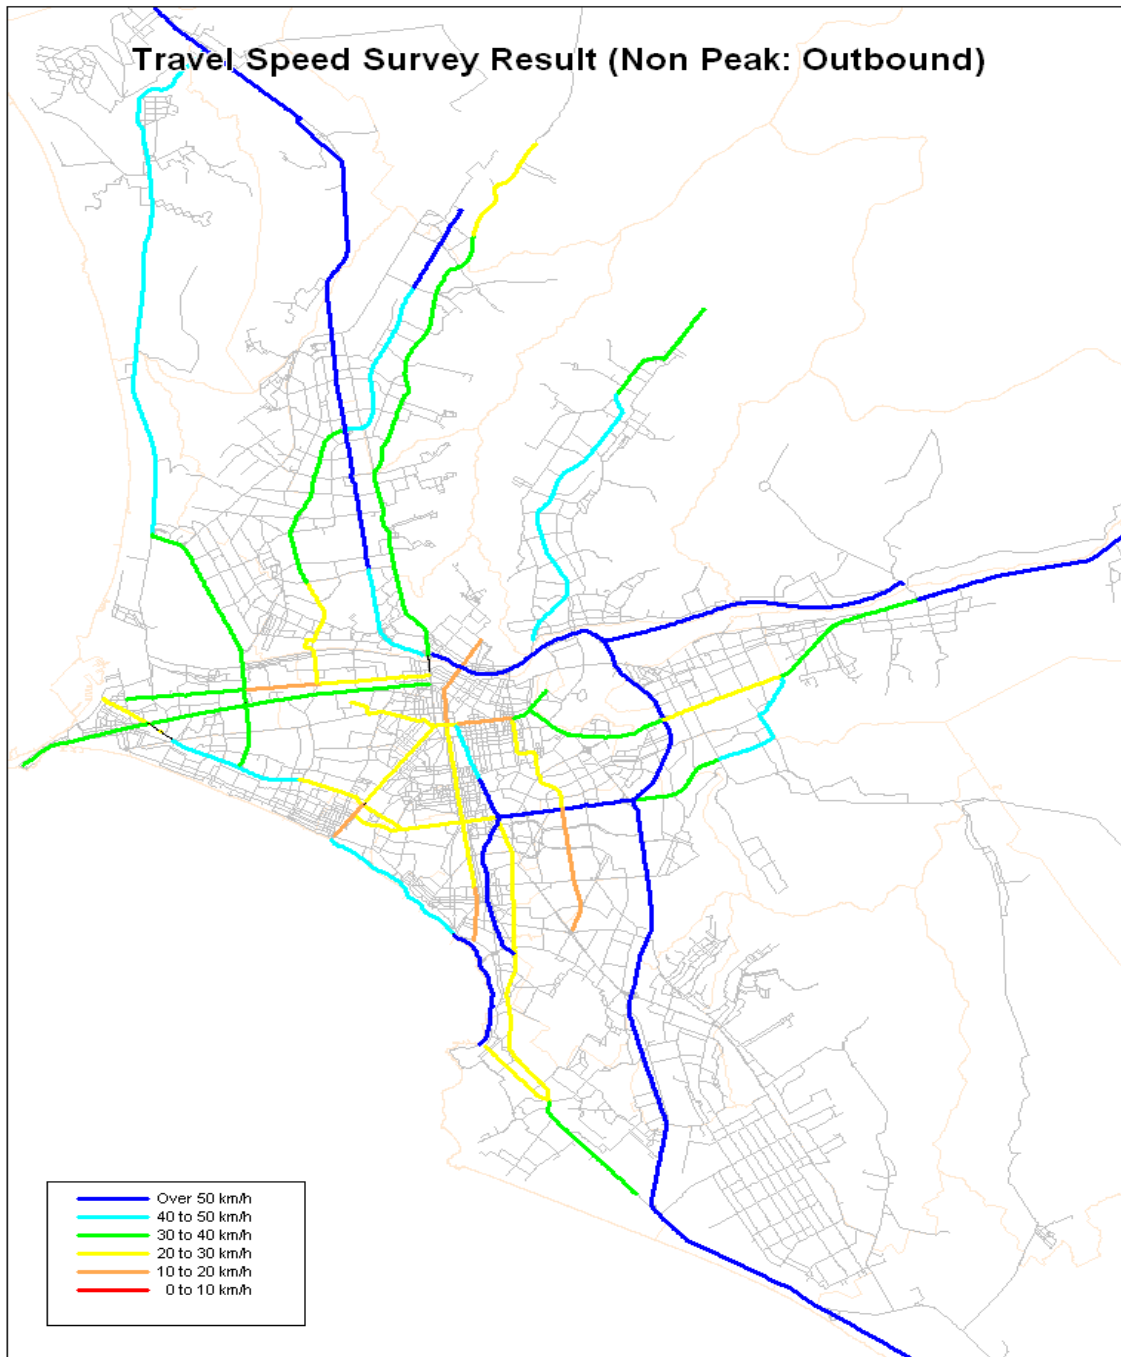 Travel Speed Survey Result (Non Peak: Outbound)
Over 50 km/h
40 to 50 km/h
30 to 40 km/h
20 to 30 km/h
10 to 20 km/h
0 to 10 km/h